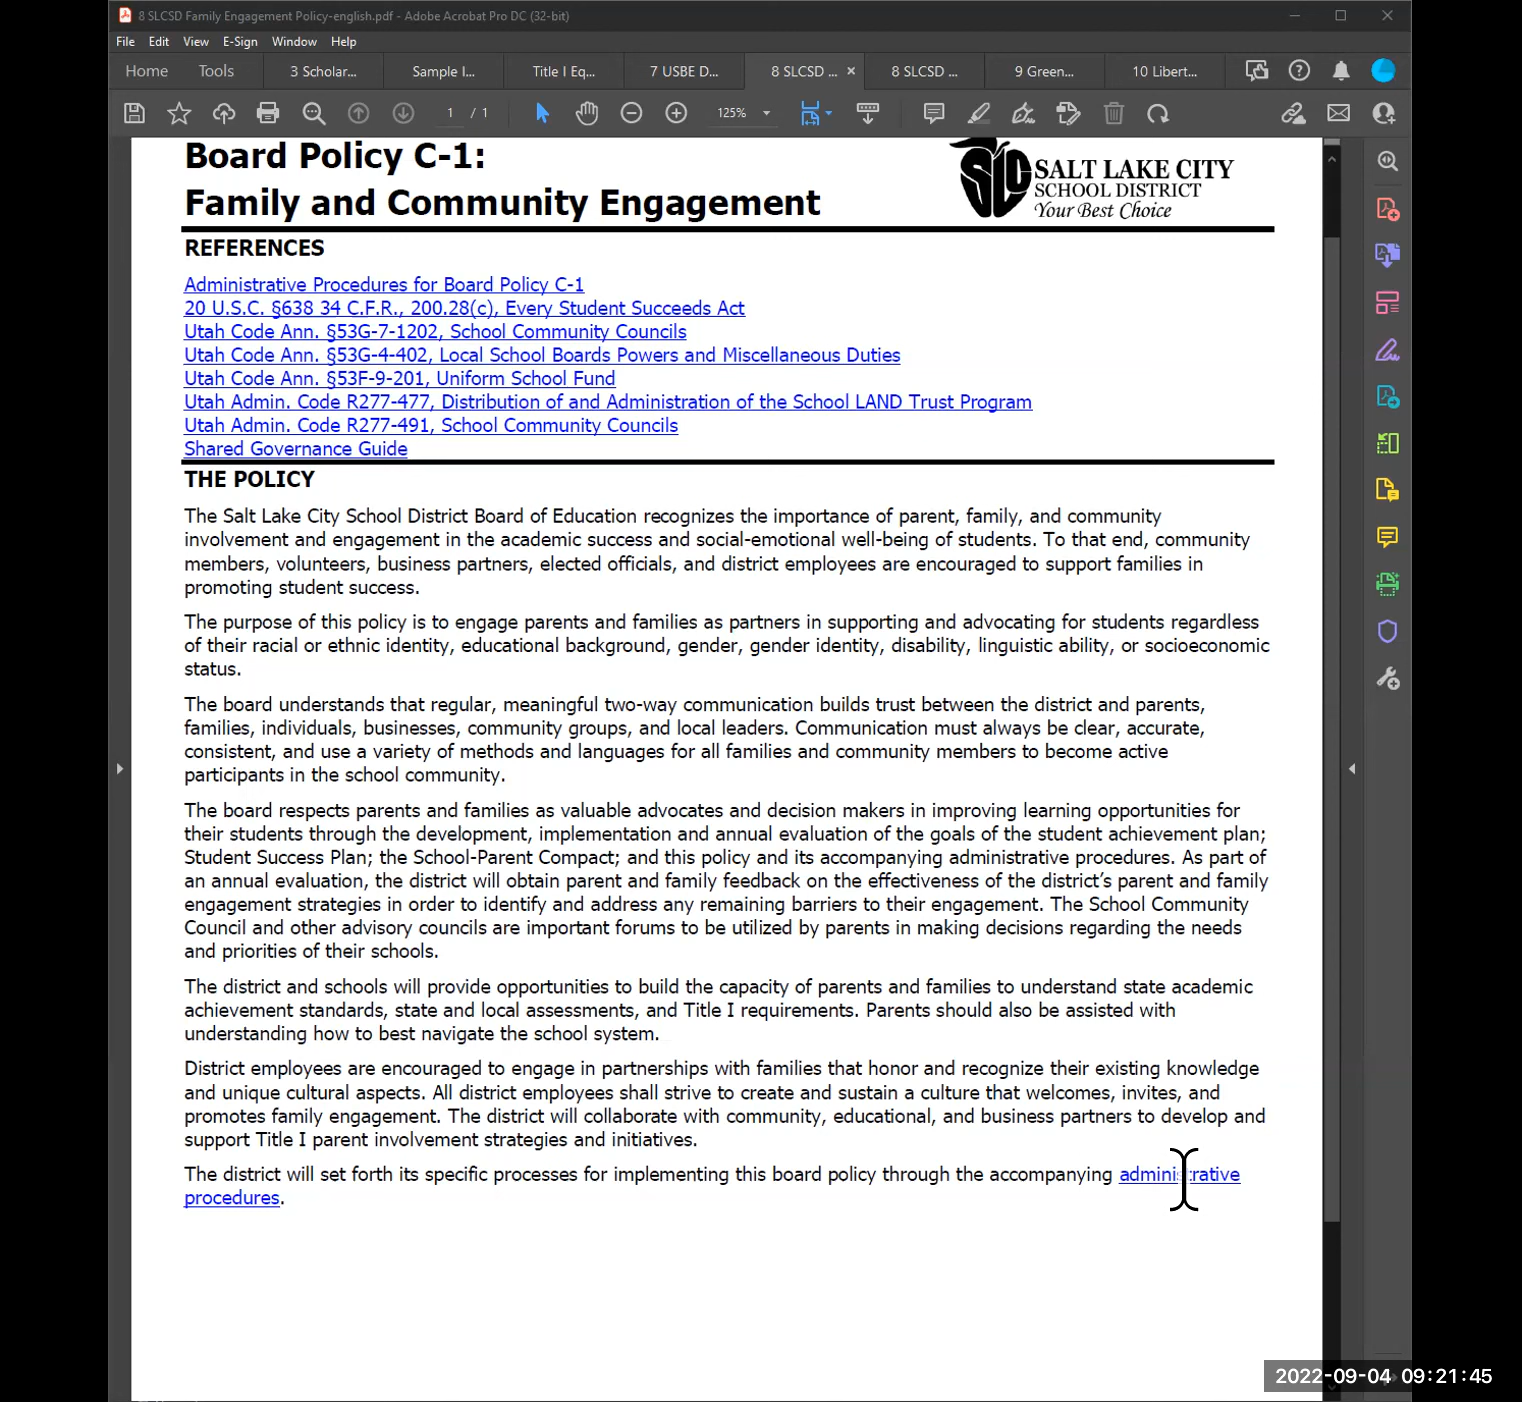 8 SLCSD Family Engagement Policy-english.pdf - Adobe Acrobat Pro DC (32-bit)
File Edit View E-Sign Window Help
Home Tools 3 Scholar... Sample I... Title I Eq... 7 USBE D... 8 SLCSD ... × 8 SLCSD ... 9 Green... 10 Libert...
1 / 1 125%
Board Policy C-1:
Family and Community Engagement
SLC
SALT LAKE CITY
SCHOOL DISTRICT
Your Best Choice
REFERENCES
Administrative Procedures for Board Policy C-1
20 U.S.C. §638 34 C.F.R., 200.28(c), Every Student Succeeds Act
Utah Code Ann. §53G-7-1202, School Community Councils
Utah Code Ann. §53G-4-402, Local School Boards Powers and Miscellaneous Duties
Utah Code Ann. §53F-9-201, Uniform School Fund
Utah Admin. Code R277-477, Distribution of and Administration of the School LAND Trust Program
Utah Admin. Code R277-491, School Community Councils
Shared Governance Guide
THE POLICY
The Salt Lake City School District Board of Education recognizes the importance of parent, family, and community
involvement and engagement in the academic success and social-emotional well-being of students. To that end, community
members, volunteers, business partners, elected officials, and district employees are encouraged to support families in
promoting student success.
The purpose of this policy is to engage parents and families as partners in supporting and advocating for students regardless
of their racial or ethnic identity, educational background, gender, gender identity, disability, linguistic ability, or socioeconomic
status.
The board understands that regular, meaningful two-way communication builds trust between the district and parents,
families, individuals, businesses, community groups, and local leaders. Communication must always be clear, accurate,
consistent, and use a variety of methods and languages for all families and community members to become active
participants in the school community.
The board respects parents and families as valuable advocates and decision makers in improving learning opportunities for
their students through the development, implementation and annual evaluation of the goals of the student achievement plan;
Student Success Plan; the School-Parent Compact; and this policy and its accompanying administrative procedures. As part of
an annual evaluation, the district will obtain parent and family feedback on the effectiveness of the district's parent and family
engagement strategies in order to identify and address any remaining barriers to their engagement. The School Community
Council and other advisory councils are important forums to be utilized by parents in making decisions regarding the needs
and priorities of their schools.
The district and schools will provide opportunities to build the capacity of parents and families to understand state academic
achievement standards, state and local assessments, and Title I requirements. Parents should also be assisted with
understanding how to best navigate the school system.
District employees are encouraged to engage in partnerships with families that honor and recognize their existing knowledge
and unique cultural aspects. All district employees shall strive to create and sustain a culture that welcomes, invites, and
promotes family engagement. The district will collaborate with community, educational, and business partners to develop and
support Title I parent involvement strategies and initiatives.
The district will set forth its specific processes for implementing this board policy through the accompanying administrative
procedures.
2022-09-04 09:21:45